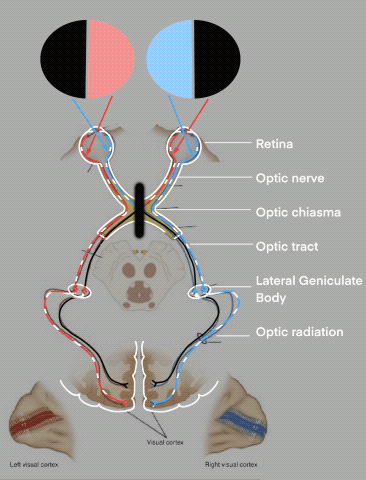 Retina
Optic nerve
Optic chiasma
Optic tract
Lateral Geniculate
Body
Optic radiation
Visual cortex
Left visual cortex
Right visual cortex